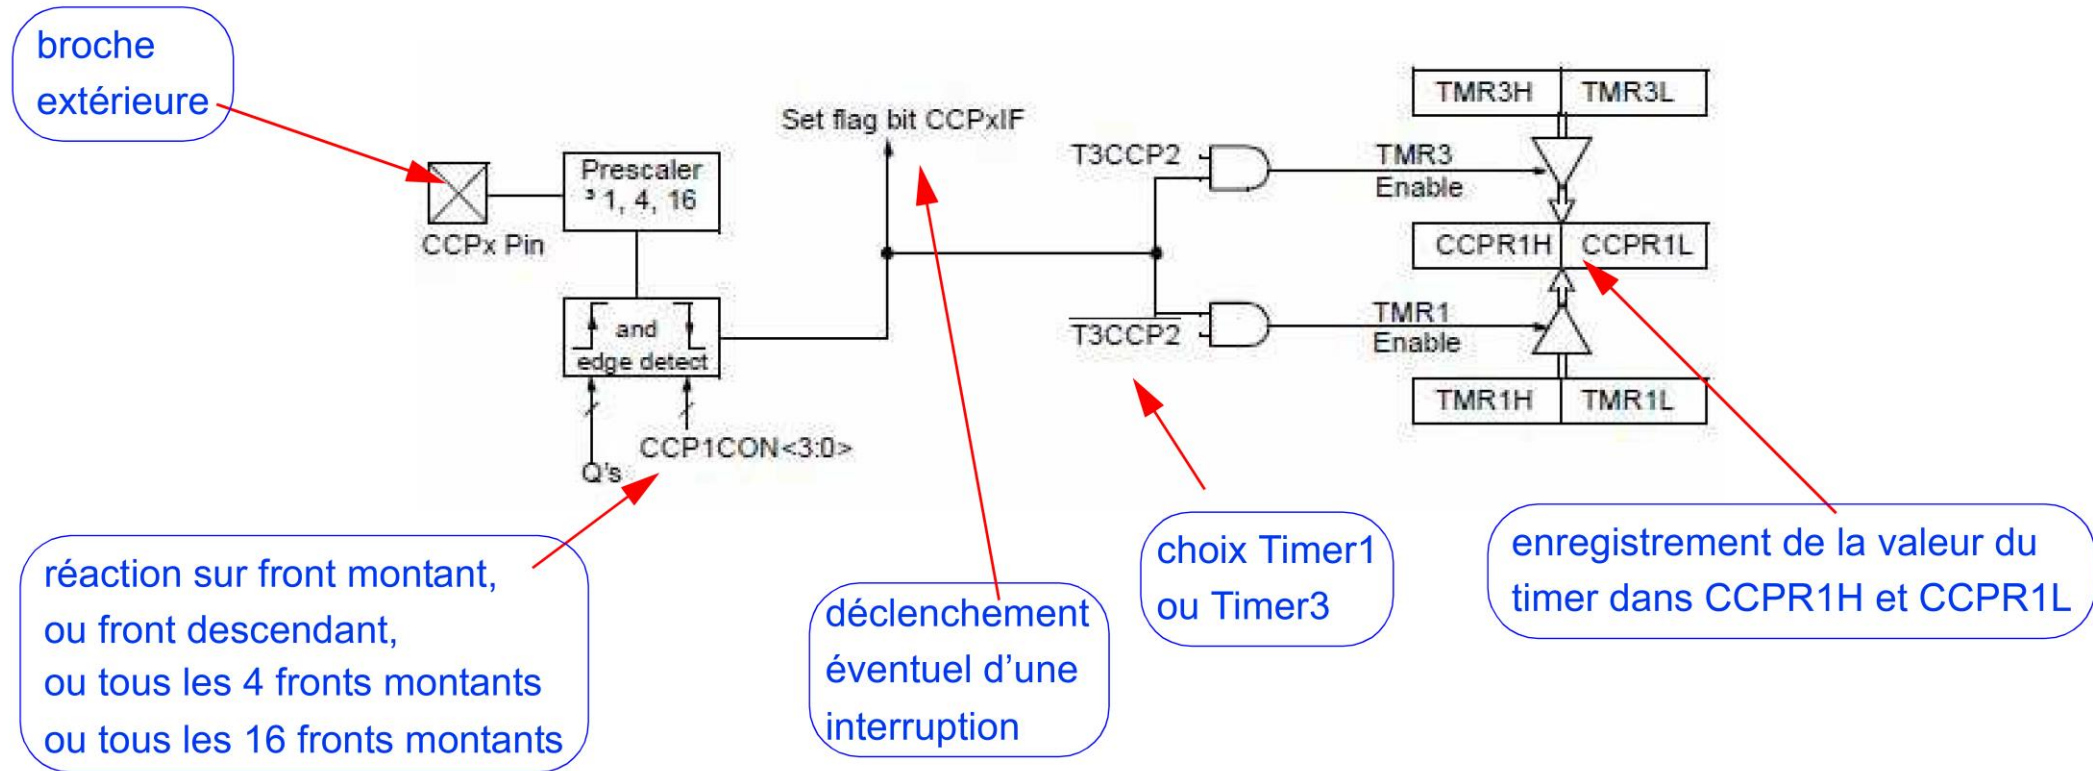 broche
extérieure
Set flag bit CCPxIF
TMR3H TMR3L
Prescaler
³ 1, 4, 16
T3CCP2
TMR3
Enable
CCPx Pin
CCPR1H CCPR1L
and
edge detect
T3CCP2
TMR1
Enable
TMR1H TMR1L
CCP1CON<3:0>
Q's
réaction sur front montant,
ou front descendant,
ou tous les 4 fronts montants
ou tous les 16 fronts montants
déclenchement
éventuel d'une
interruption
choix Timer1
ou Timer3
enregistrement de la valeur du
timer dans CCPR1H et CCPR1L